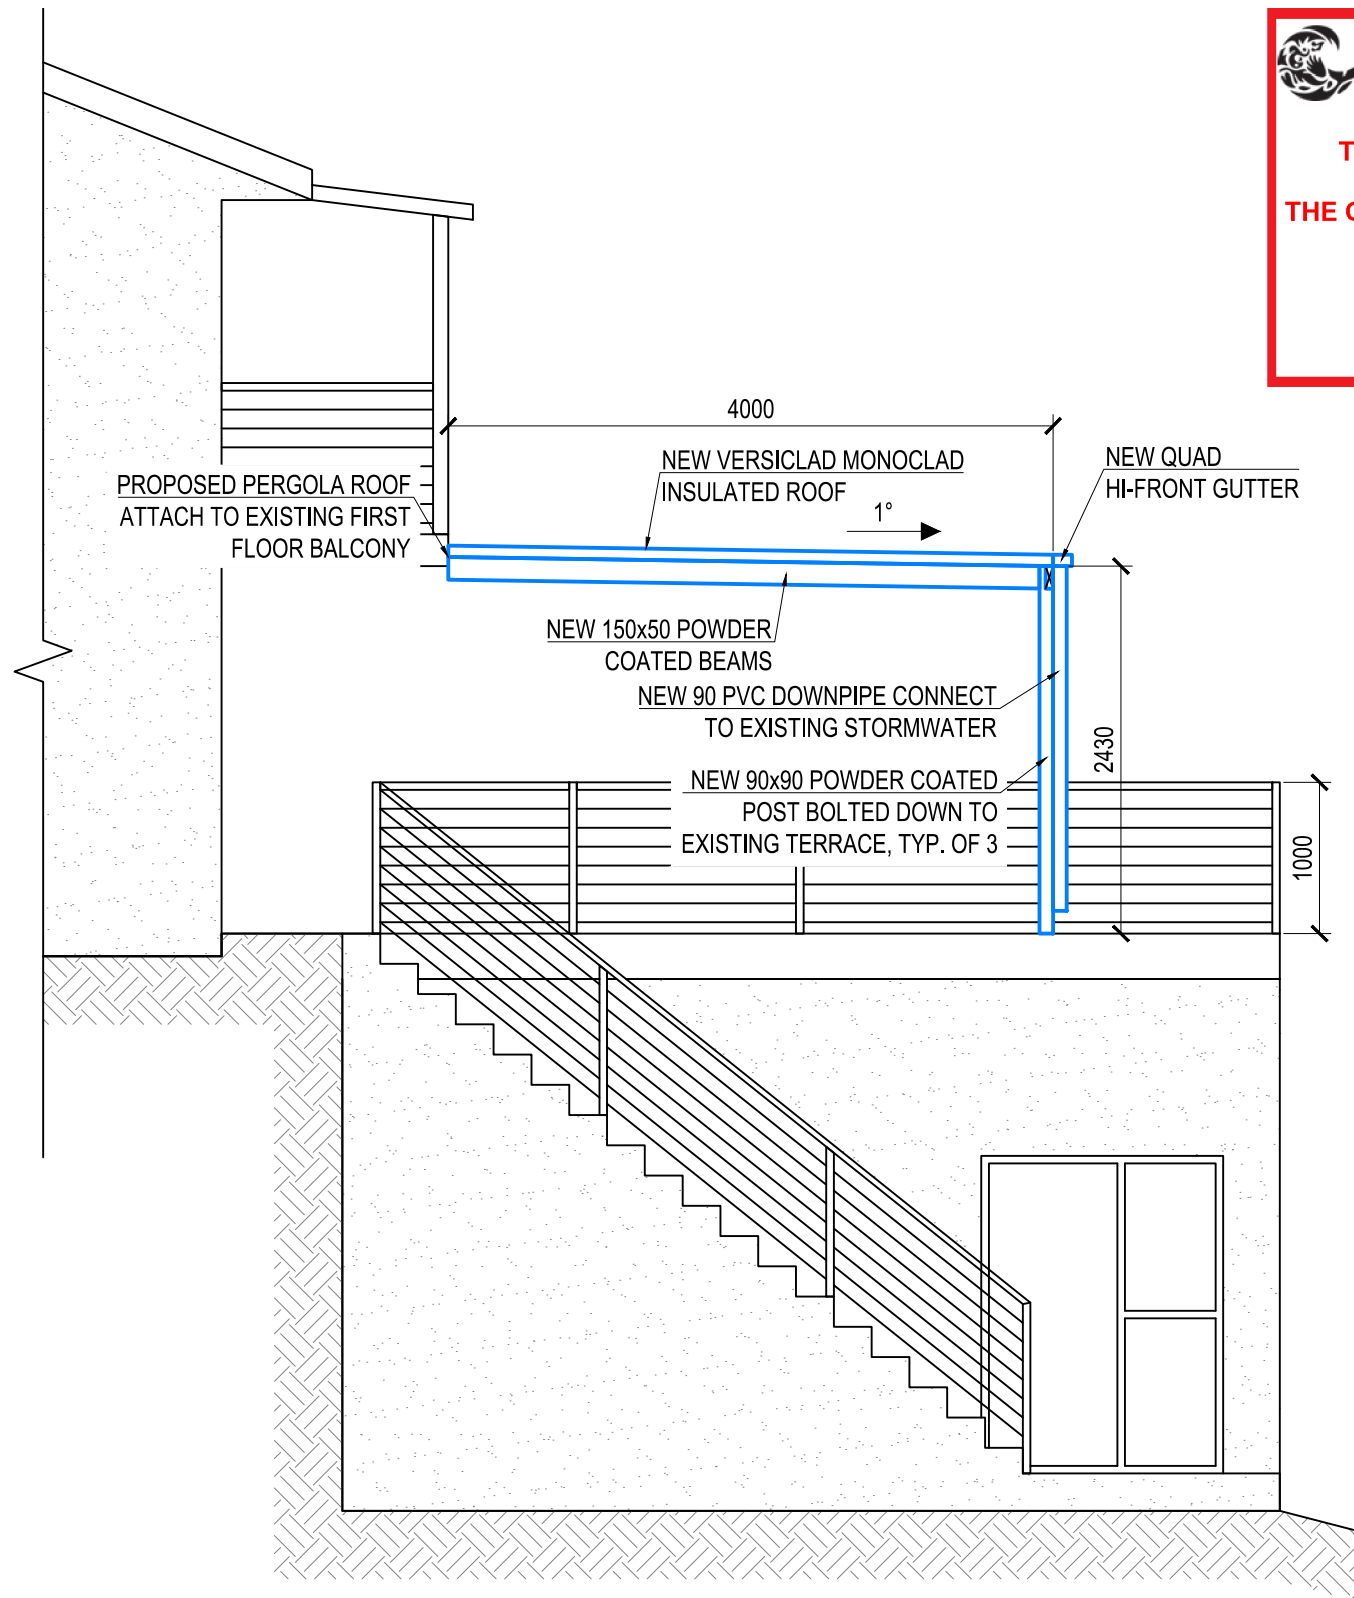 T
THE
4000
NEW VERSICLAD MONOCLAD
INSULATED ROOF
NEW QUAD
HI-FRONT GUTTER
1°
PROPOSED PERGOLA ROOF
ATTACH TO EXISTING FIRST
FLOOR BALCONY
NEW 150x50 POWDER
COATED BEAMS
NEW 90 PVC DOWNPIPE CONNECT
TO EXISTING STORMWATER
2430
NEW 90x90 POWDER COATED
POST BOLTED DOWN TO
EXISTING TERRACE, TYP. OF 3
1000